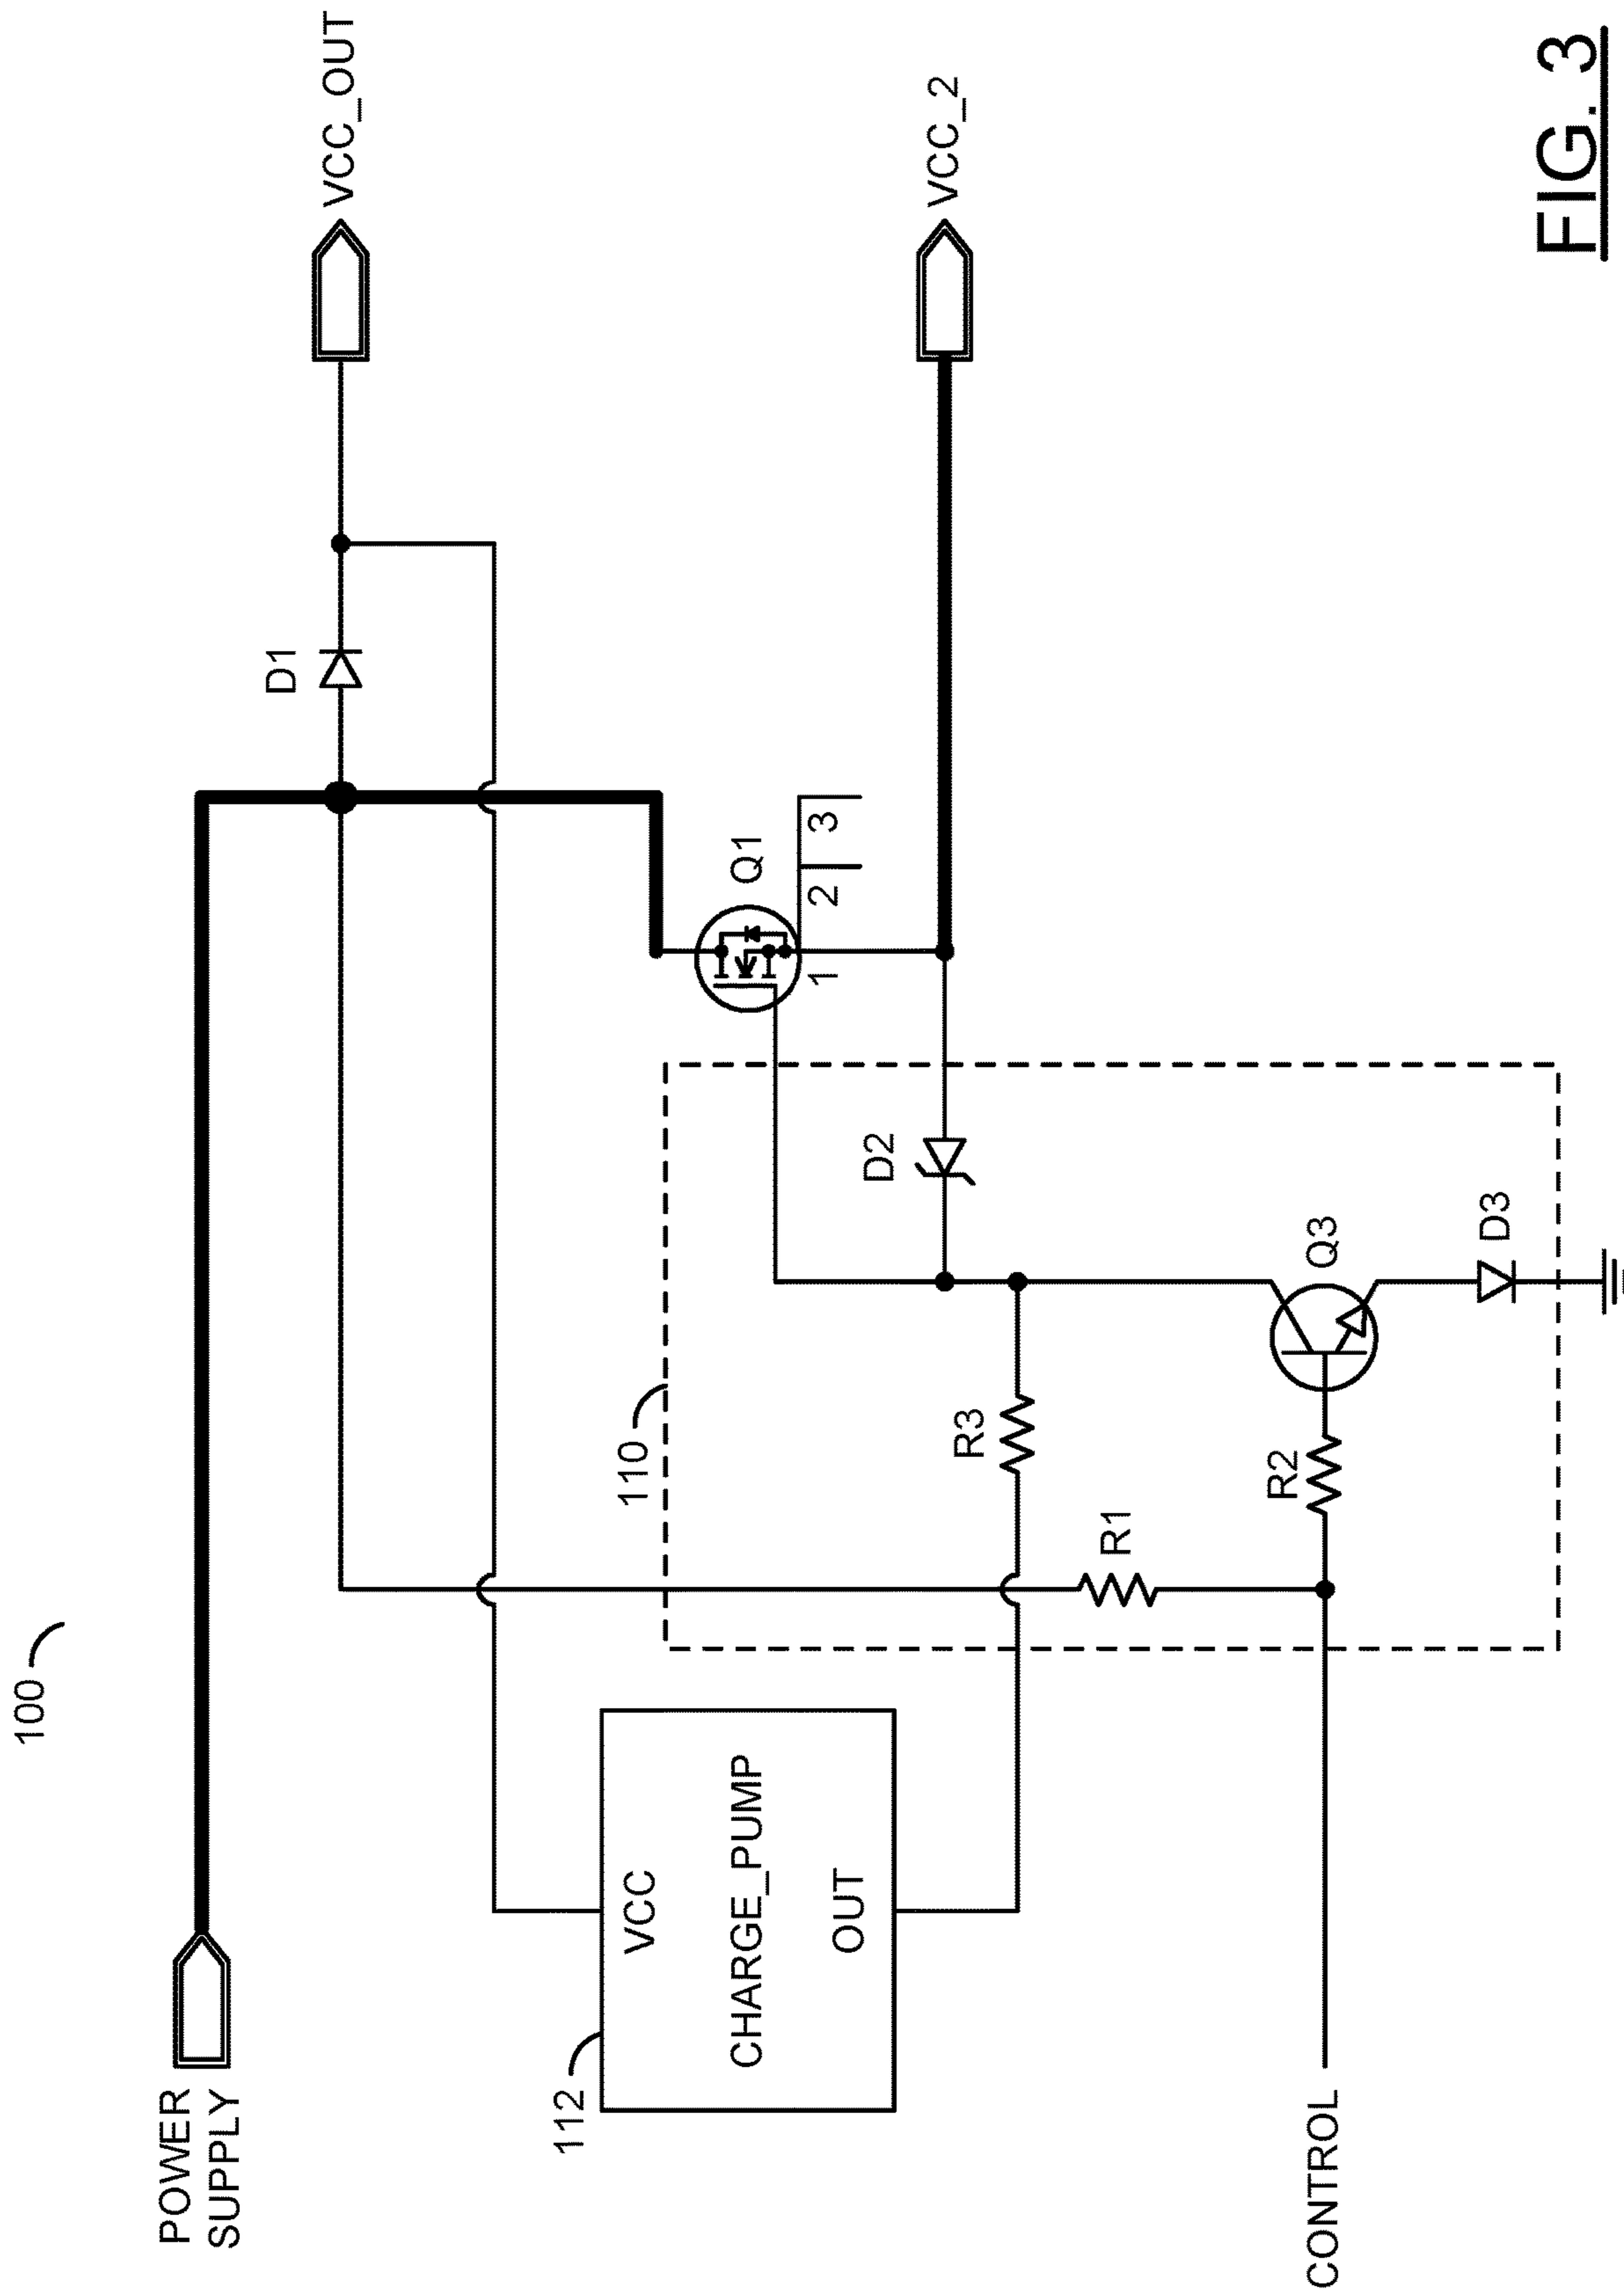 100
POWER
SUPPLY
D1
VCC_OUT
112
VCC
CHARGE_PUMP
OUT
Q1
1
2
3
VCC_2
110
D2
R3
R1
R2
Q3
D3
CONTROL
FIG. 3